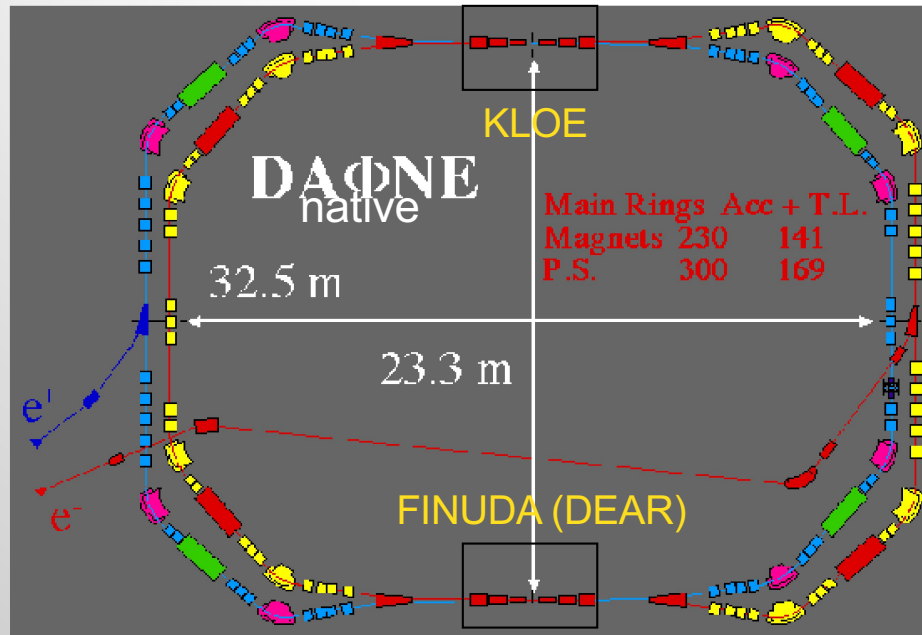 KLOE
DAΦNE
native
Main Rings Acc + T.L.
Magnets 230 141
P.S. 300 169
32.5 m
23.3 m
e+
e-
FINUDA (DEAR)